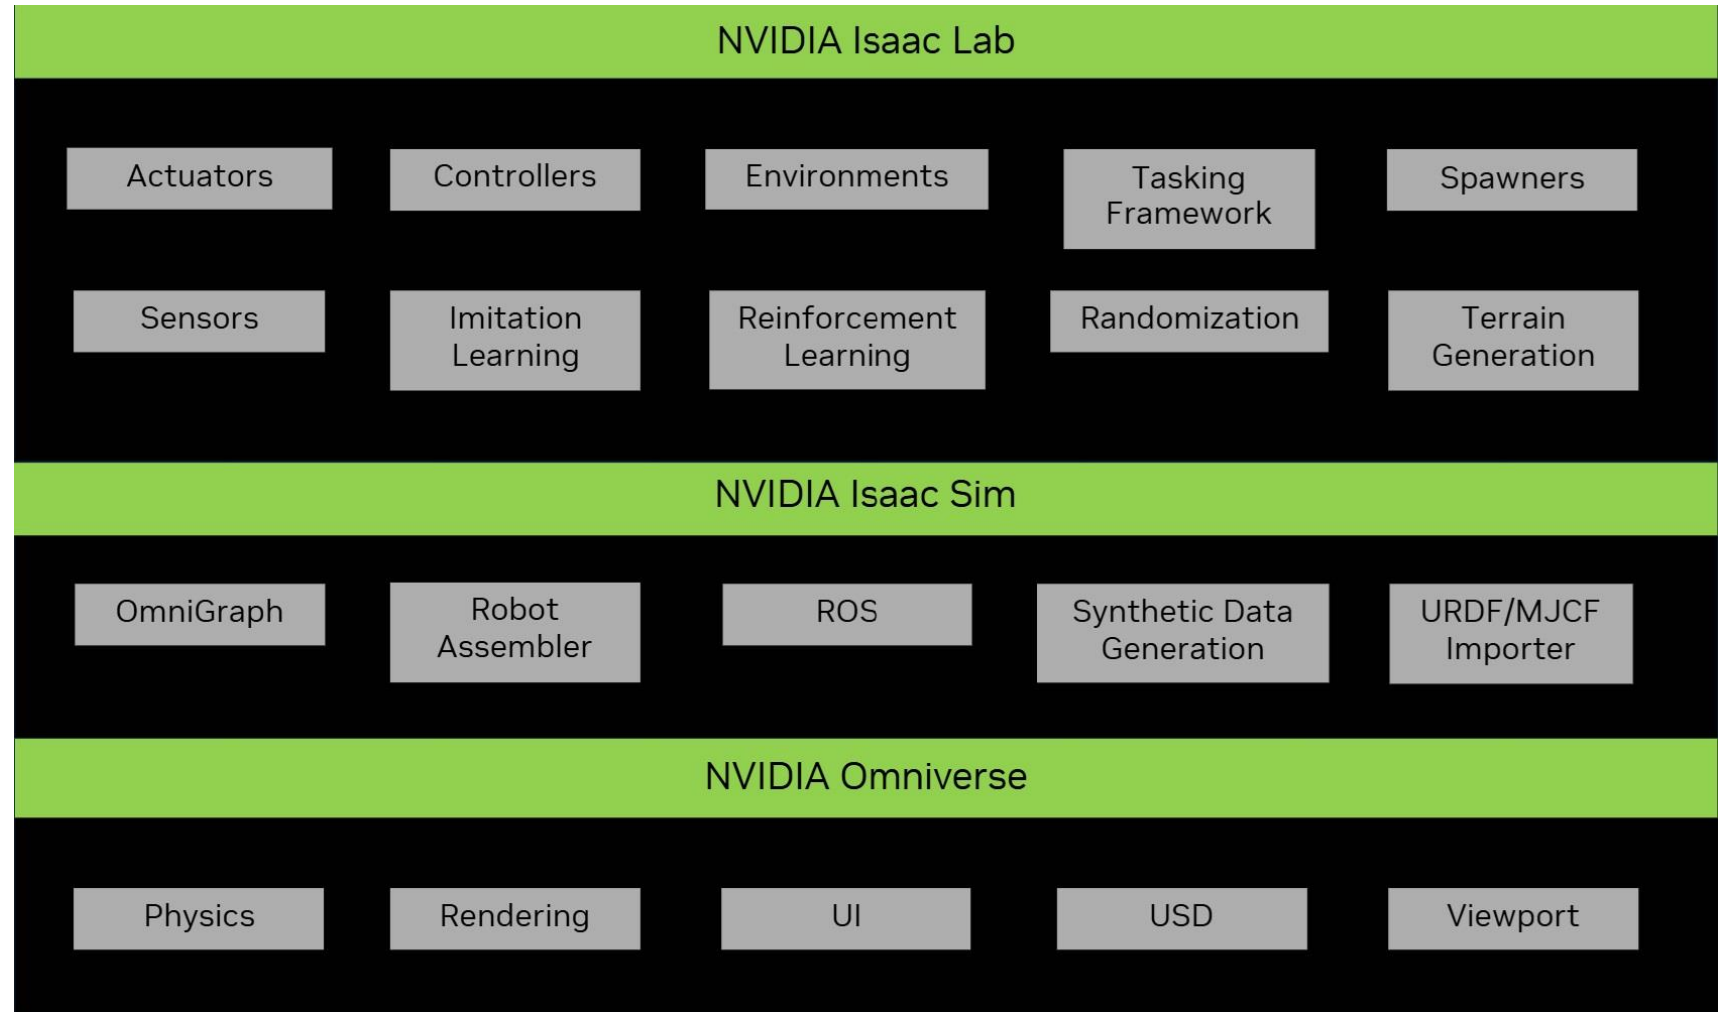 NVIDIA Isaac Lab
Actuators
Controllers
Environments
Tasking
Framework
Spawners
Sensors
Imitation
Learning
Reinforcement
Learning
Randomization
Terrain
Generation
NVIDIA Isaac Sim
OmniGraph
Robot
Assembler
ROS
Synthetic Data
Generation
URDF/MJCF
Importer
NVIDIA Omniverse
Physics
Rendering
UI
USD
Viewport